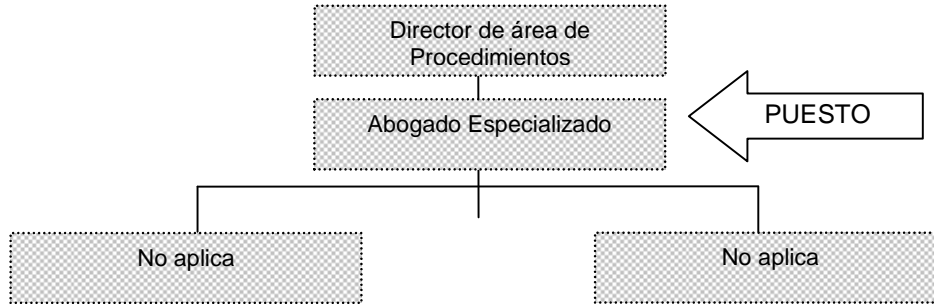 Director de área de
Procedimientos
Abogado Especializado
PUESTO
No aplica
No aplica